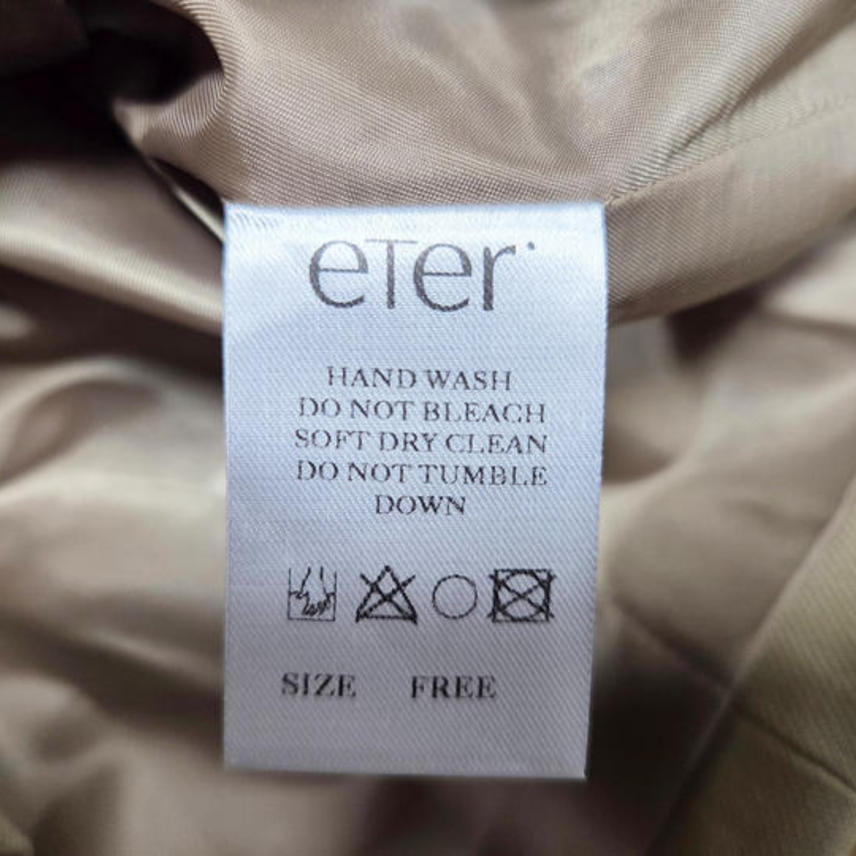 eTer
HAND WASH
DO NOT BLEACH
SOFT DRY CLEAN
DO NOT TUMBLE
DOWN
SIZE FREE